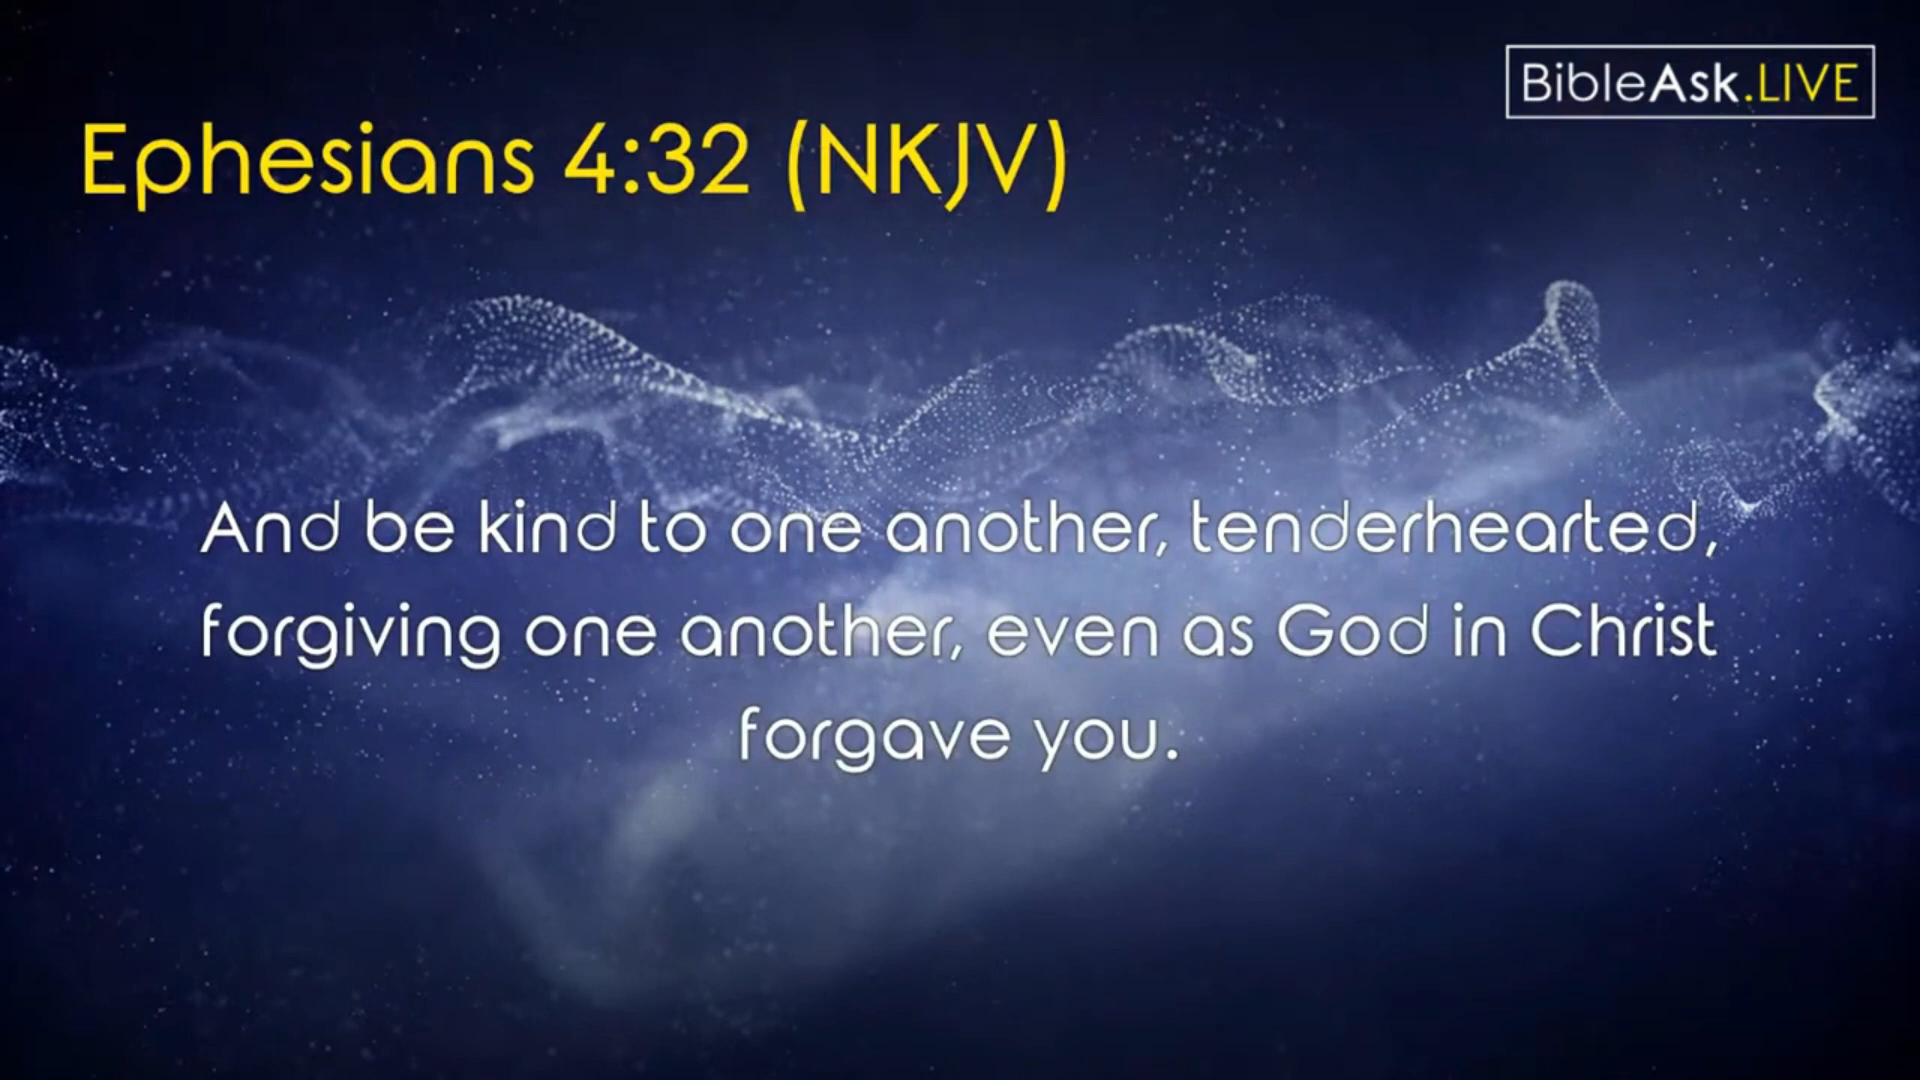 BibleAsk.LIVE
Ephesians 4:32 (NKJV)
And be kind to one another, tenderhearted,
forgiving one another, even as God in Christ
forgave you.